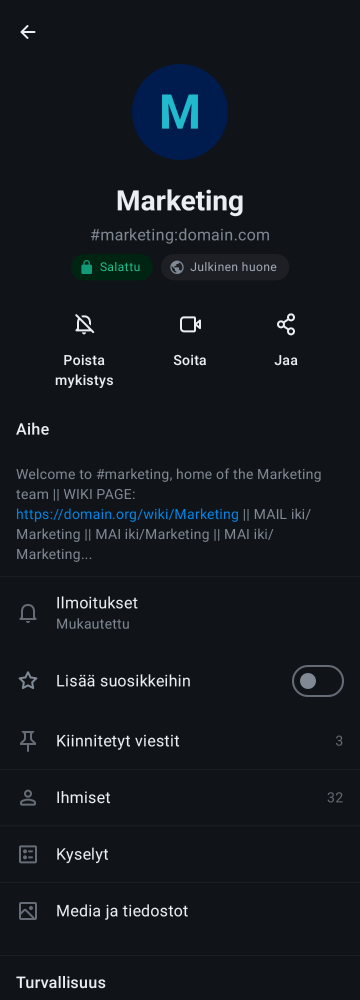 M
Marketing
#marketing:domain.com
Salattu
Julkinen huone
Poista
mykistys
Soita
Jaa
Aihe
Welcome to #marketing, home of the Marketing
team || WIKI PAGE:
https://domain.org/wiki/Marketing || MAIL iki/
Marketing || MAI iki/Marketing || MAI iki/
Marketing...
Ilmoitukset
Mukautettu
Lisää suosikkeihin
Kiinnitetyt viestit 3
Ihmiset 32
Kyselyt
Media ja tiedostot
Turvallisuus